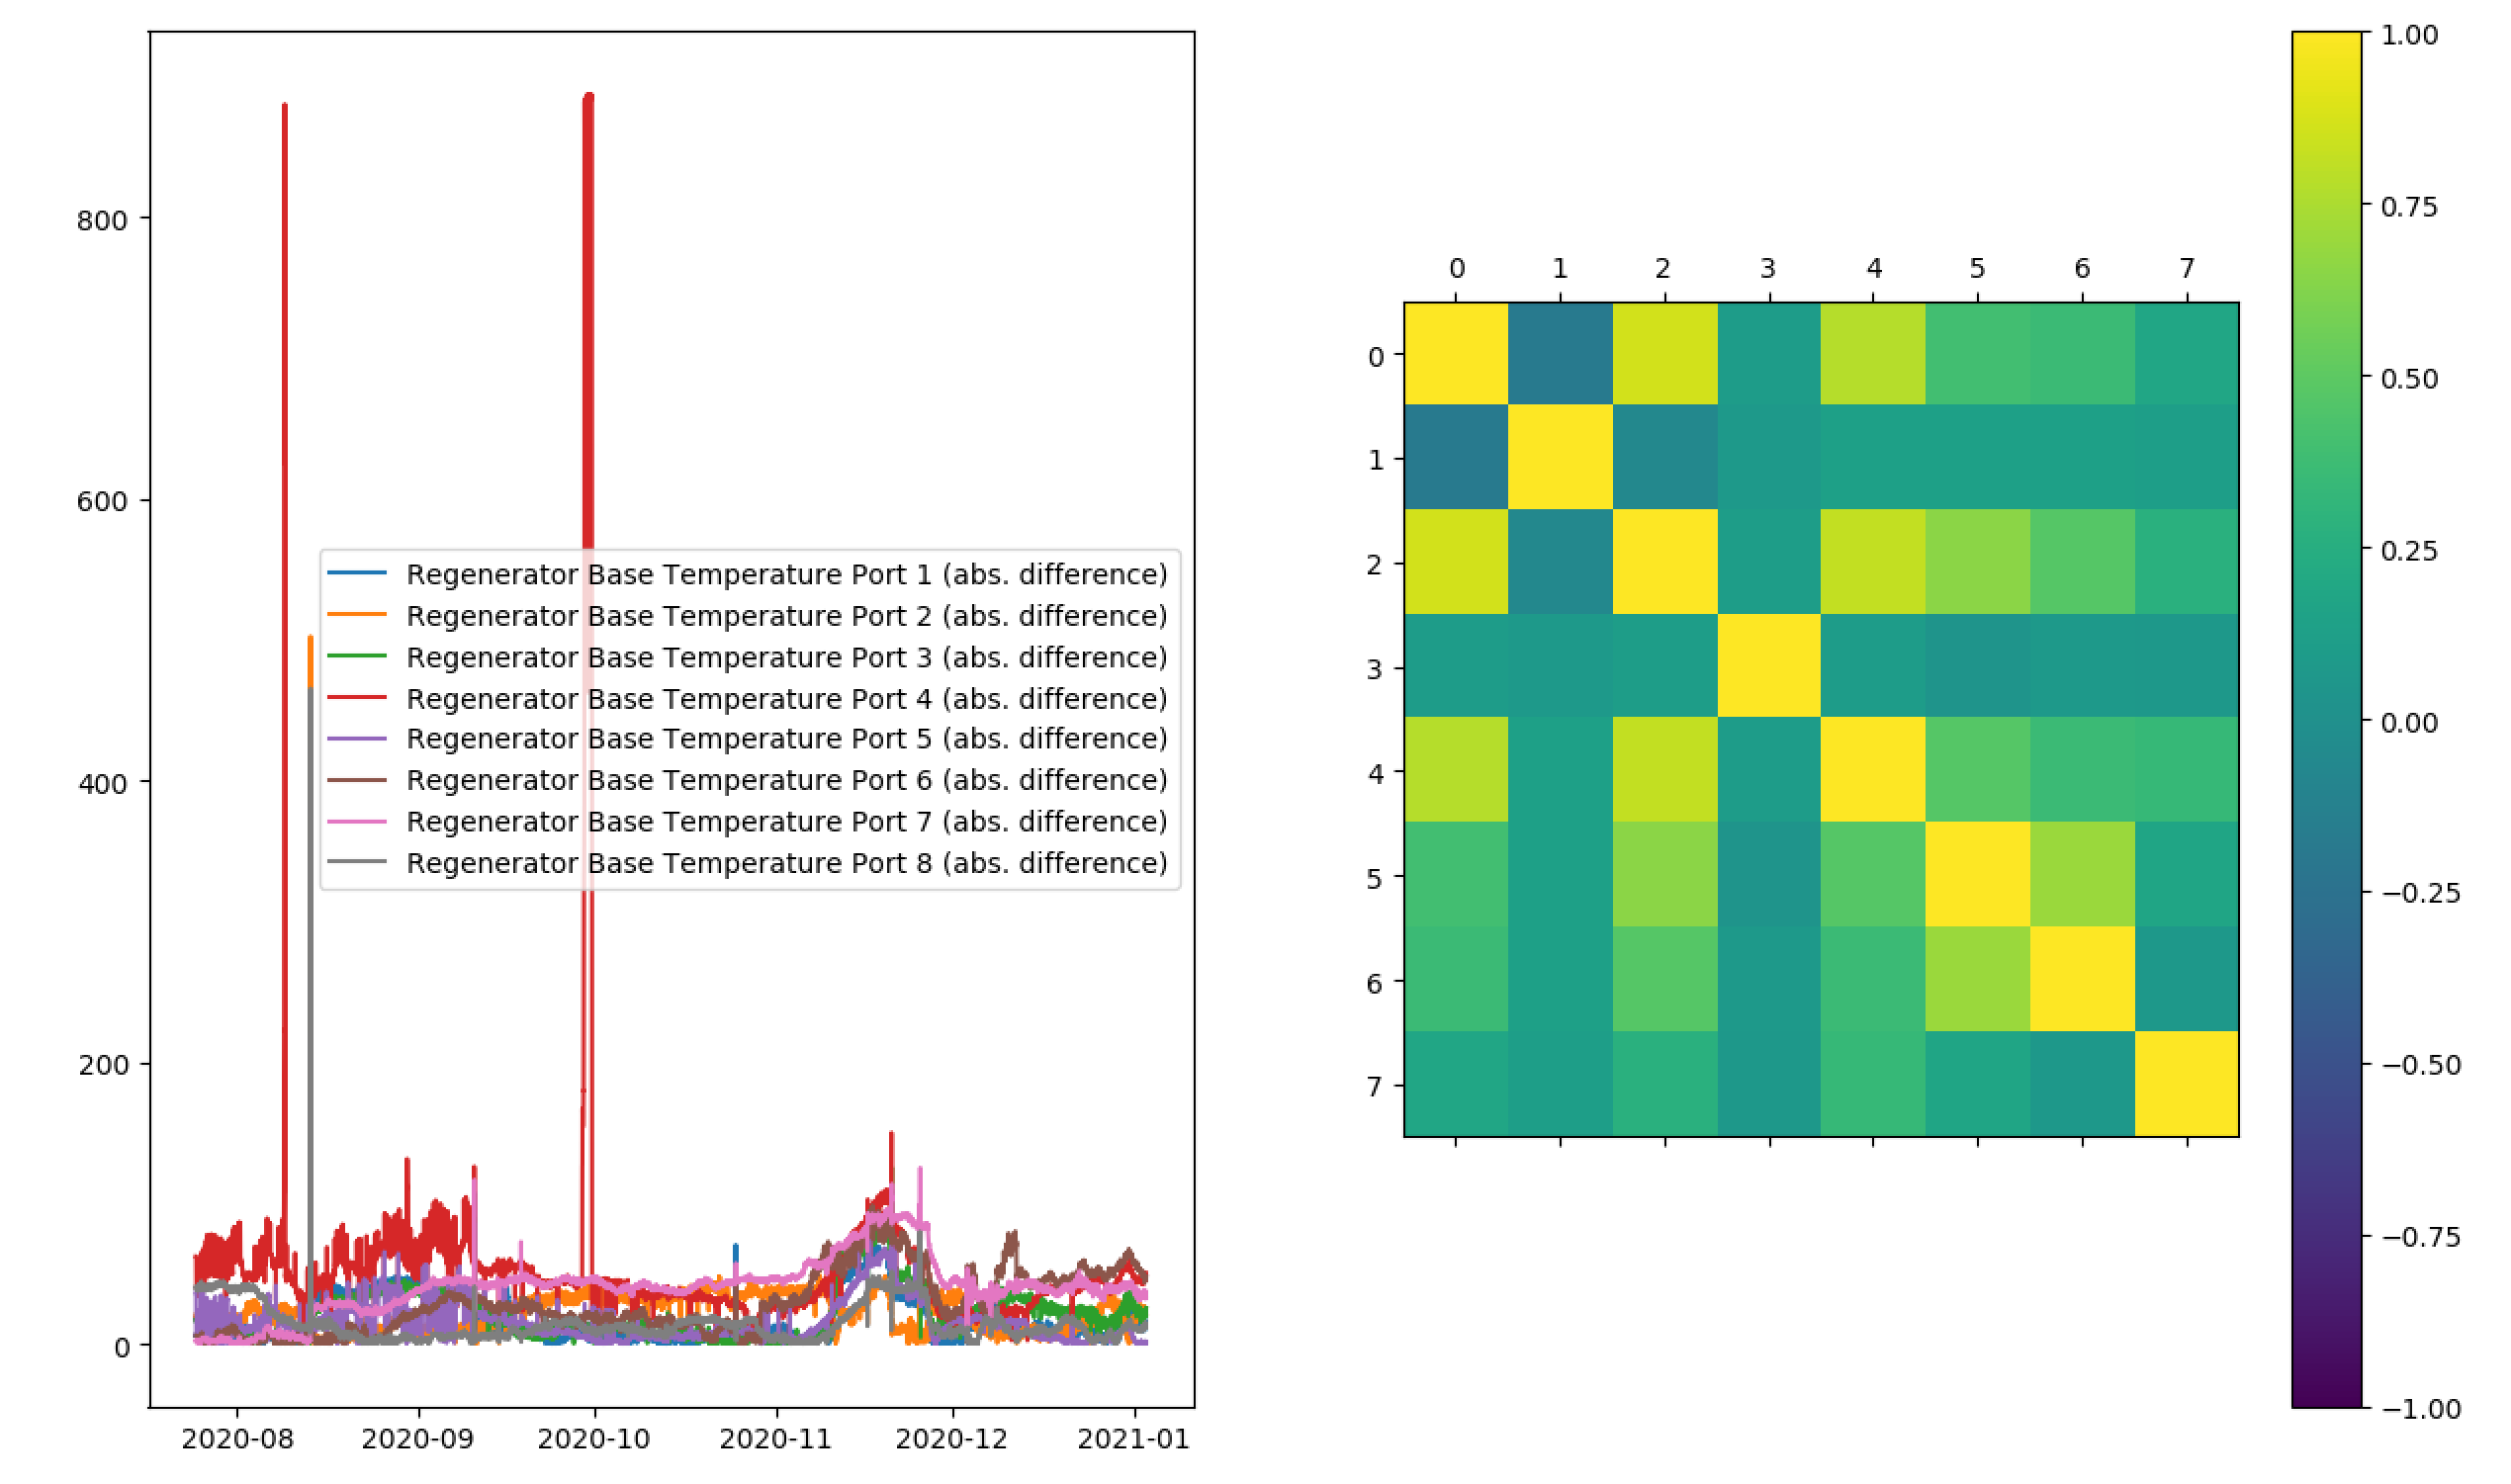 800
600
400
200
0
2020-08 2020-09 2020-10 2020-11 2020-12 2021-01
Regenerator Base Temperature Port 1 (abs. difference)
Regenerator Base Temperature Port 2 (abs. difference)
Regenerator Base Temperature Port 3 (abs. difference)
Regenerator Base Temperature Port 4 (abs. difference)
Regenerator Base Temperature Port 5 (abs. difference)
Regenerator Base Temperature Port 6 (abs. difference)
Regenerator Base Temperature Port 7 (abs. difference)
Regenerator Base Temperature Port 8 (abs. difference)
0 1 2 3 4 5 6 7
0
1
2
3
4
5
6
7
1.00
0.75
0.50
0.25
0.00
−0.25
−0.50
−0.75
−1.00